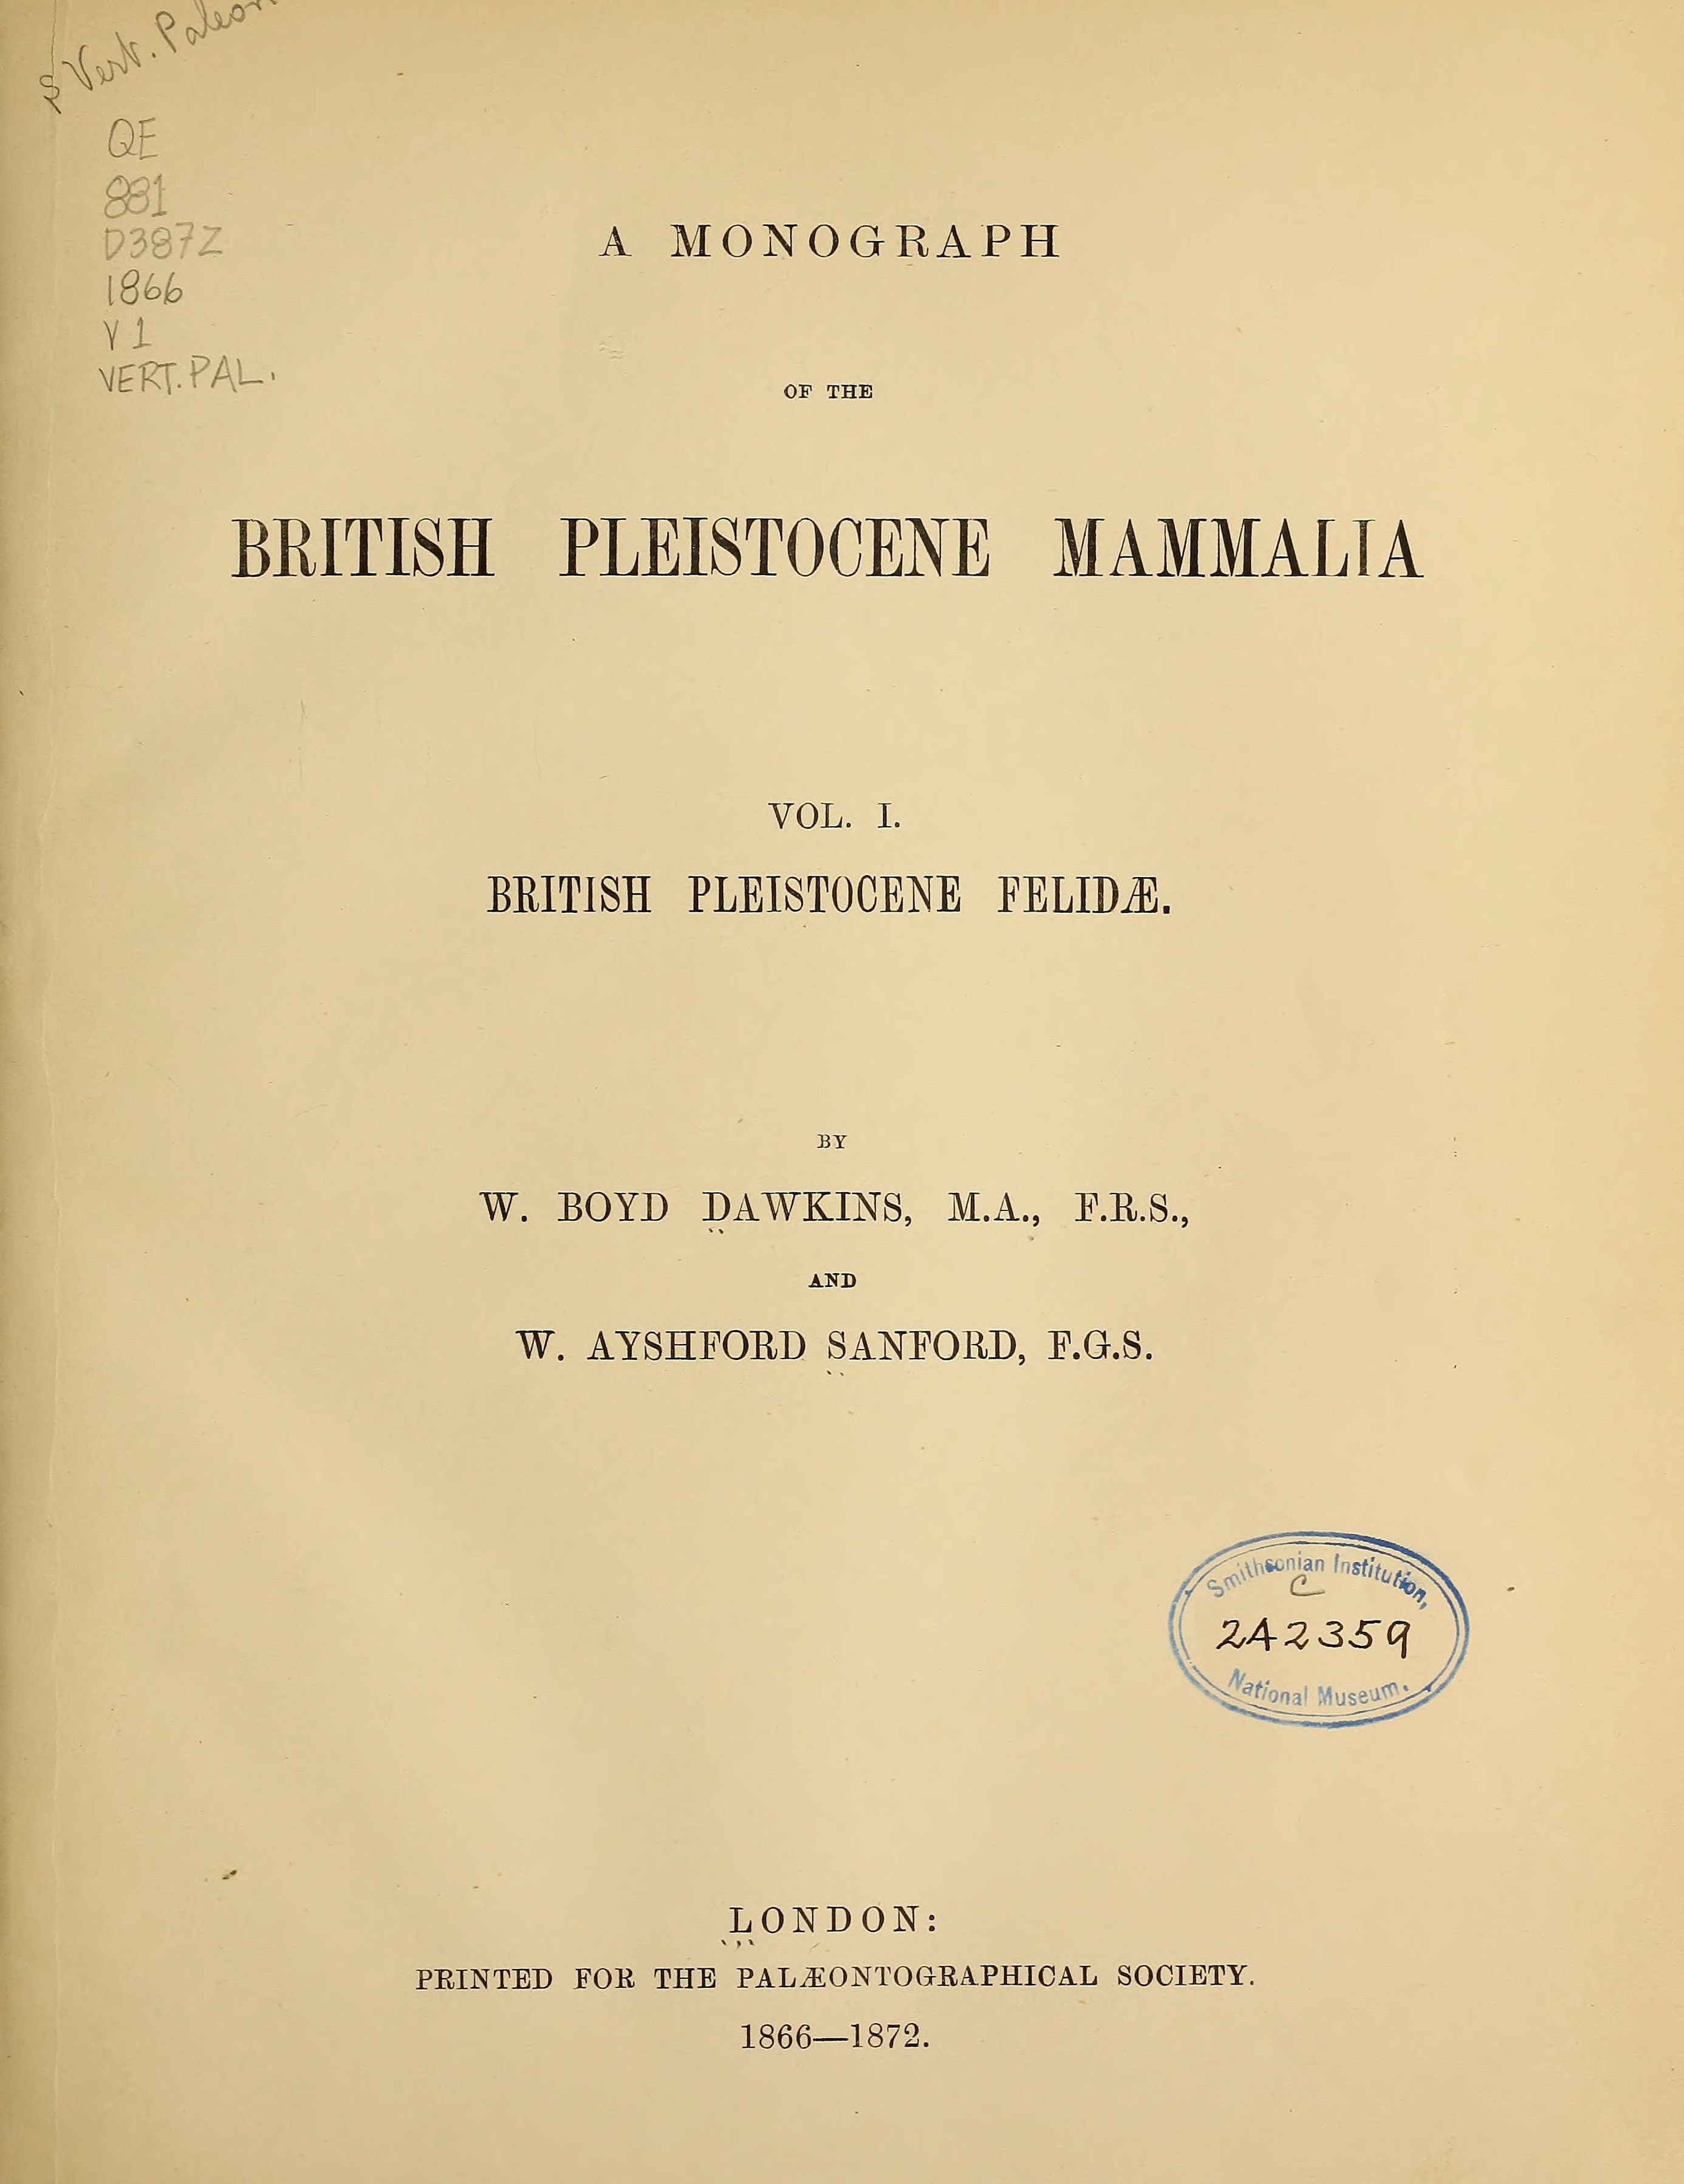 & Vert. Paleon
QE
881
D387Z
1866
V 1
VERT. PAL.
A MONOGRAPH
OF THE
BRITISH PLEISTOCENE MAMMALIA
VOL. I.
BRITISH PLEISTOCENE FELIDÆ.
BY
W. BOYD DAWKINS, M.A., F.R.S.,
AND
W. AYSHFORD SANFORD, F.G.S.
Smithsonian Institution,
C
242359
National Museum.
LONDON:
PRINTED FOR THE PALÆONTOGRAPHICAL SOCIETY.
1866—1872.